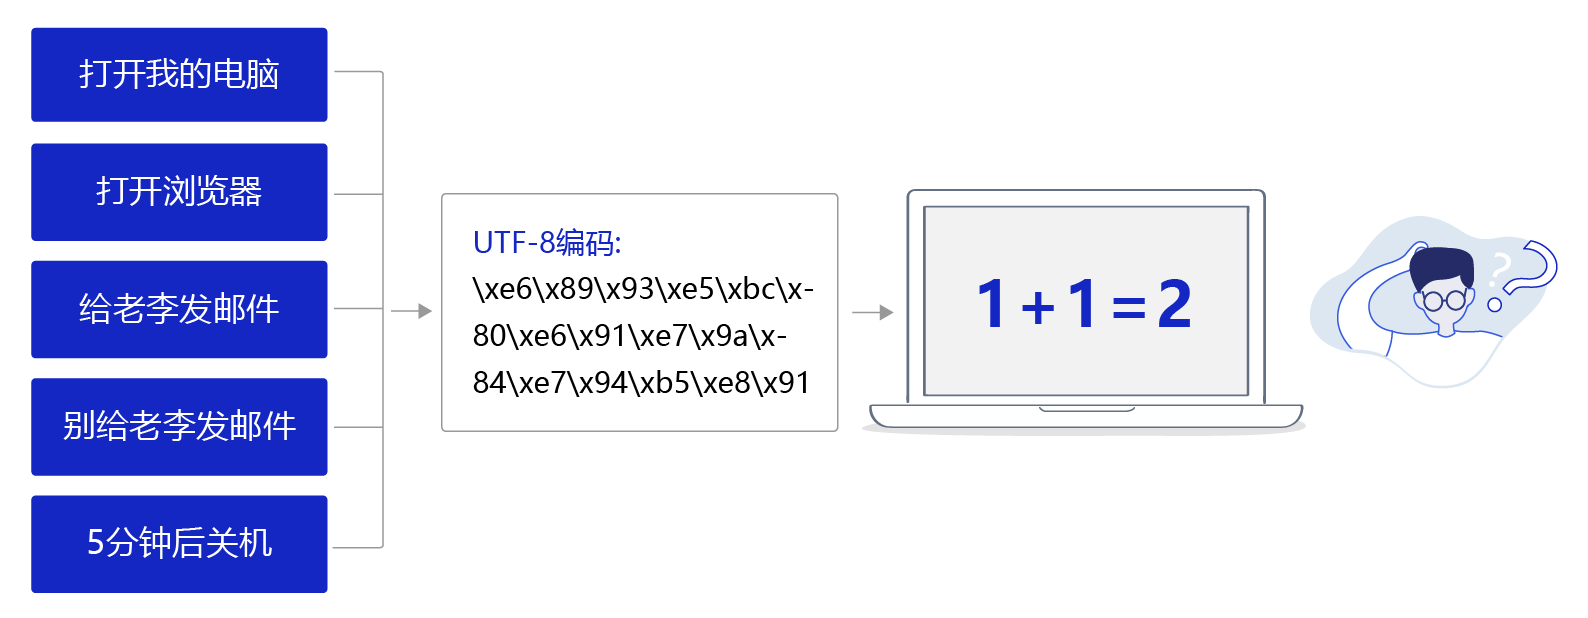 打开我的电脑
打开浏览器
给老李发邮件
别给老李发邮件
5分钟后关机
UTF-8编码:
\xe6\x89\x93\xe5\xbc\x-
80\xe6\x91\xe7\x9a\x-
84\xe7\x94\xb5\xe8\x91
1+1=2
? ?